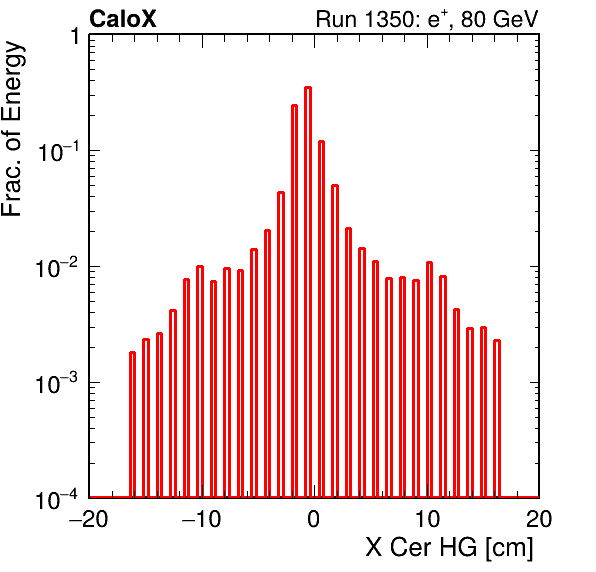 CaloX Run 1350: e⁺, 80 GeV
Frac. of Energy
1
10⁻¹
10⁻²
10⁻³
10⁻⁴
−20 −10 0 10 20
X Cer HG [cm]